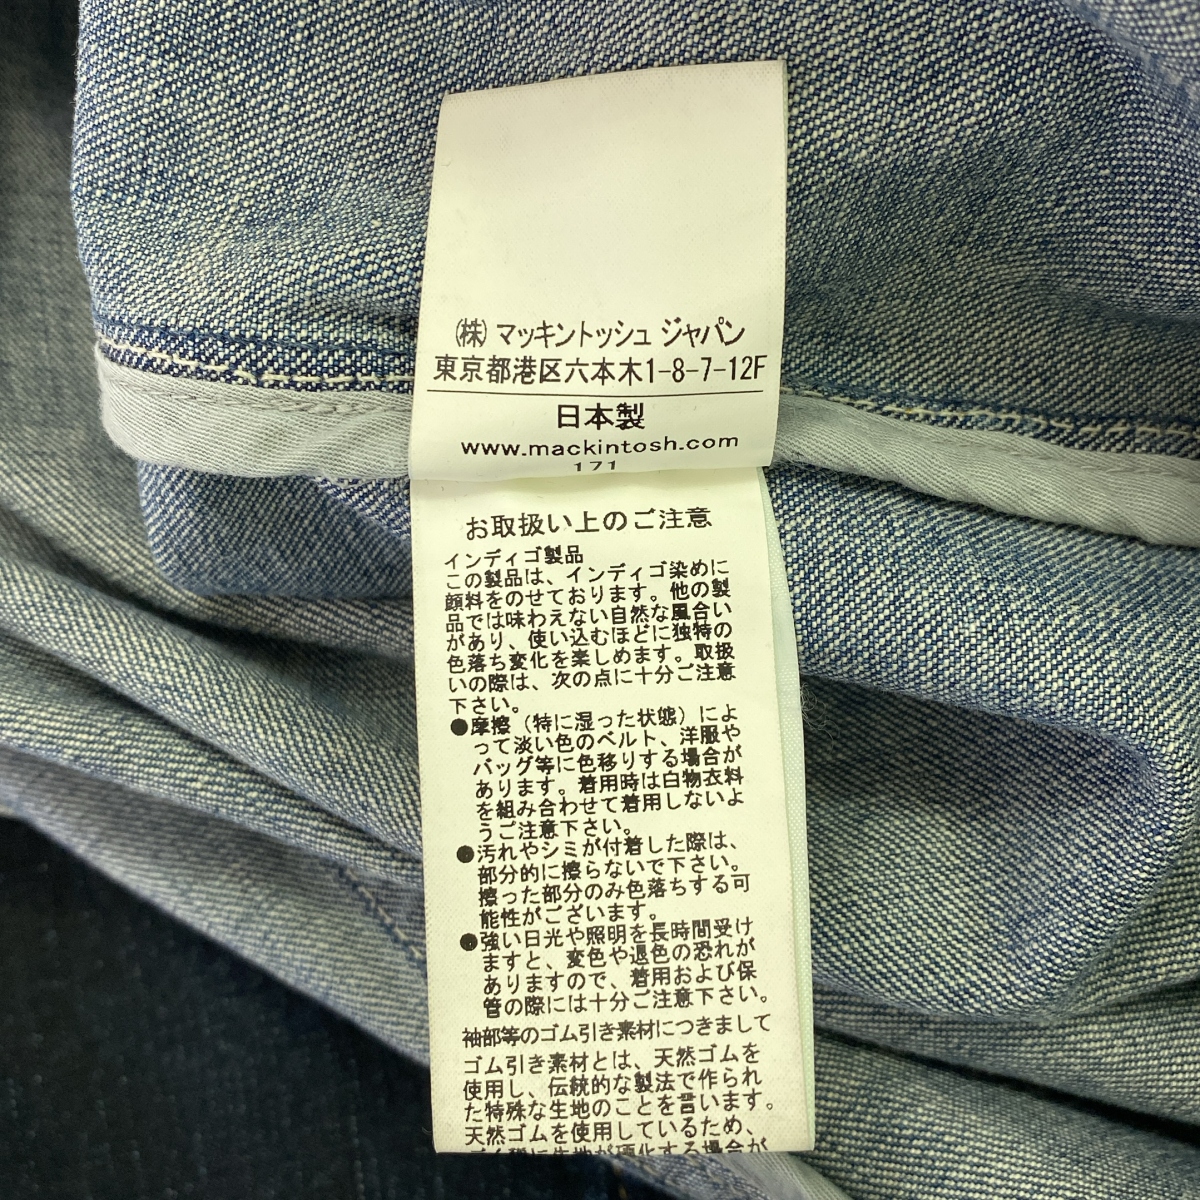 (株) マッキントッシュ ジャパン
東京都港区六本木1-8-7-12F
日本製
www.mackintosh.com
171
お取扱い上のご注意
インディゴ製品
この製品は、インディゴ染めに
顔料をのせております。他の製
品では味わえない自然な風合い
があり、使い込むほどに独特の
色落ち変化を楽しめます。取扱
いの際は、次の点に十分ご注意
下さい。
●摩擦（特に湿った状態）によ
って淡い色のベルト、洋服や
バッグ等に色移りする場合が
あります。着用時は白物衣料
を組み合わせて着用しないよ
うご注意下さい。
●汚れやシミが付着した際は、
部分的に擦らないで下さい。
擦った部分のみ色落ちする可
能性がございます。
●強い日光や照明を長時間受け
ますと、変色や退色の恐れが
ありますので、着用および保
管の際には十分ご注意下さい。
袖部等のゴム引き素材につきまして
ゴム引き素材とは、天然ゴムを
使用し、伝統的な製法で作られ
た特殊な生地のことを言います。
天然ゴムを使用しているため、
に生地が硬化する場合が